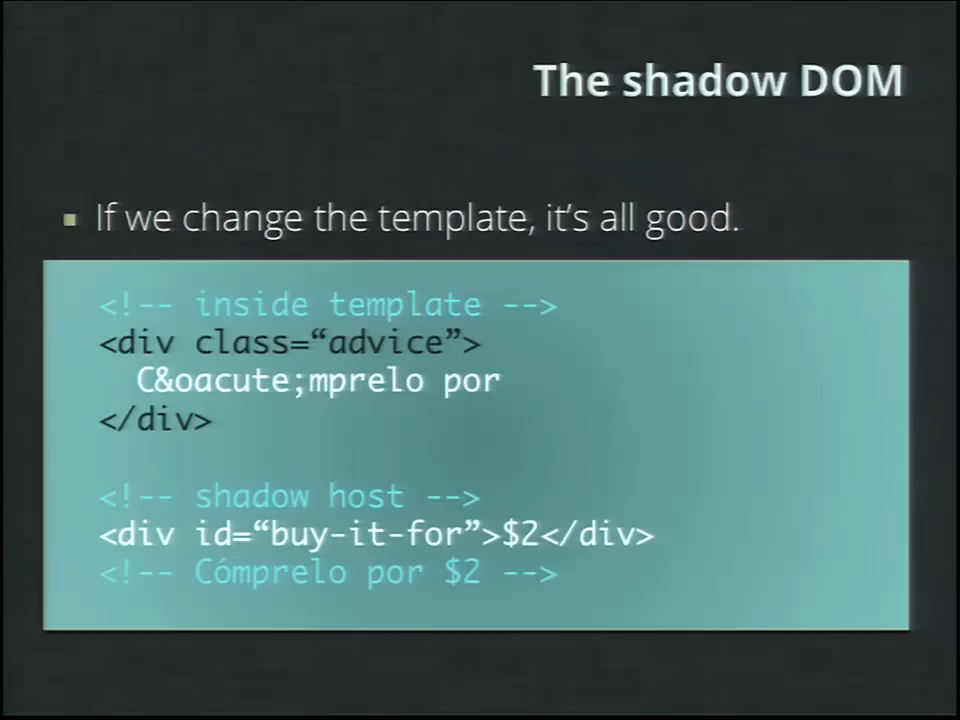 The shadow DOM
If we change the template, it’s all good.
<!-- inside template -->
<div class=“advice”>
C&oacute;mprelo por
</div>
<!-- shadow host -->
<div id=“buy-it-for”>$2</div>
<!-- Cómprelo por $2 -->